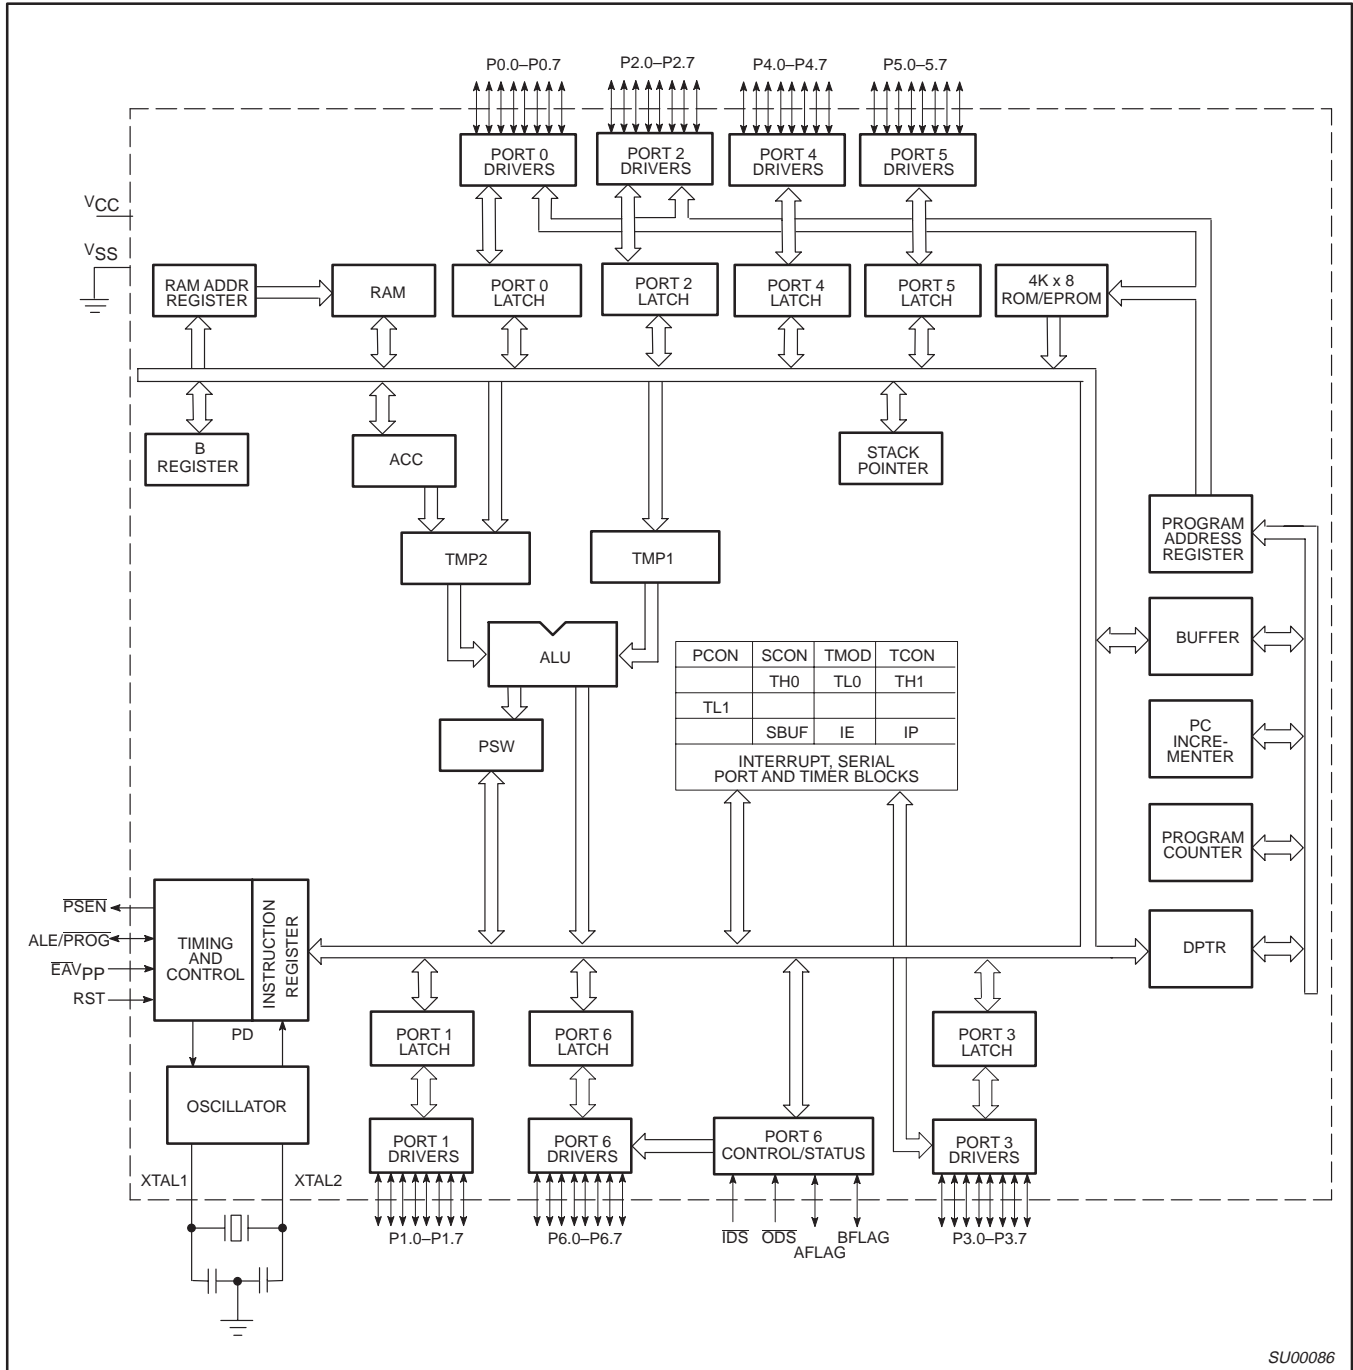 P0.0–P0.7
P2.0–P2.7
P4.0–P4.7
P5.0–5.7
PORT 0
DRIVERS
PORT 2
DRIVERS
PORT 4
DRIVERS
PORT 5
DRIVERS
VCC
VSS
RAM ADDR
REGISTER
RAM
PORT 0
LATCH
PORT 2
LATCH
PORT 4
LATCH
PORT 5
LATCH
4K x 8
ROM/EPROM
B
REGISTER
ACC
STACK
POINTER
TMP2
TMP1
PROGRAM
ADDRESS
REGISTER
ALU
BUFFER
PCON SCON TMOD TCON
TH0 TL0 TH1
TL1
SBUF IE IP
INTERRUPT, SERIAL
PORT AND TIMER BLOCKS
PSW
PC
INCRE-
MENTER
PROGRAM
COUNTER
PSEN
ALE/PROG
EAVPP
RST
TIMING
AND
CONTROL
INSTRUCTION
REGISTER
DPTR
PD
PORT 1
LATCH
PORT 6
LATCH
PORT 3
LATCH
OSCILLATOR
PORT 1
DRIVERS
PORT 6
DRIVERS
PORT 6
CONTROL/STATUS
PORT 3
DRIVERS
XTAL1
XTAL2
P1.0–P1.7
P6.0–P6.7
IDS
ODS
AFLAG
BFLAG
P3.0–P3.7
SU00086